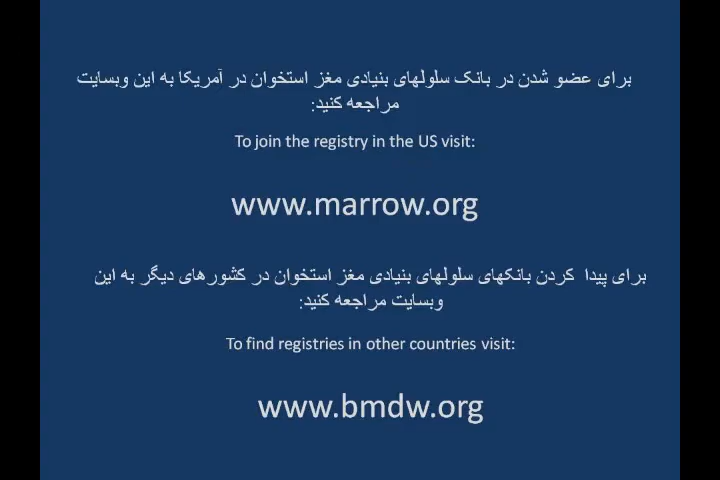 برای عضو شدن در بانک سلولهای بنیادی مغز استخوان در آمریکا به این وبسایت
مراجعه کنید:
To join the registry in the US visit:
www.marrow.org
برای پیدا کردن بانکهای سلولهای بنیادی مغز استخوان در کشورهای دیگر به این
وبسایت مراجعه کنید:
To find registries in other countries visit:
www.bmdw.org